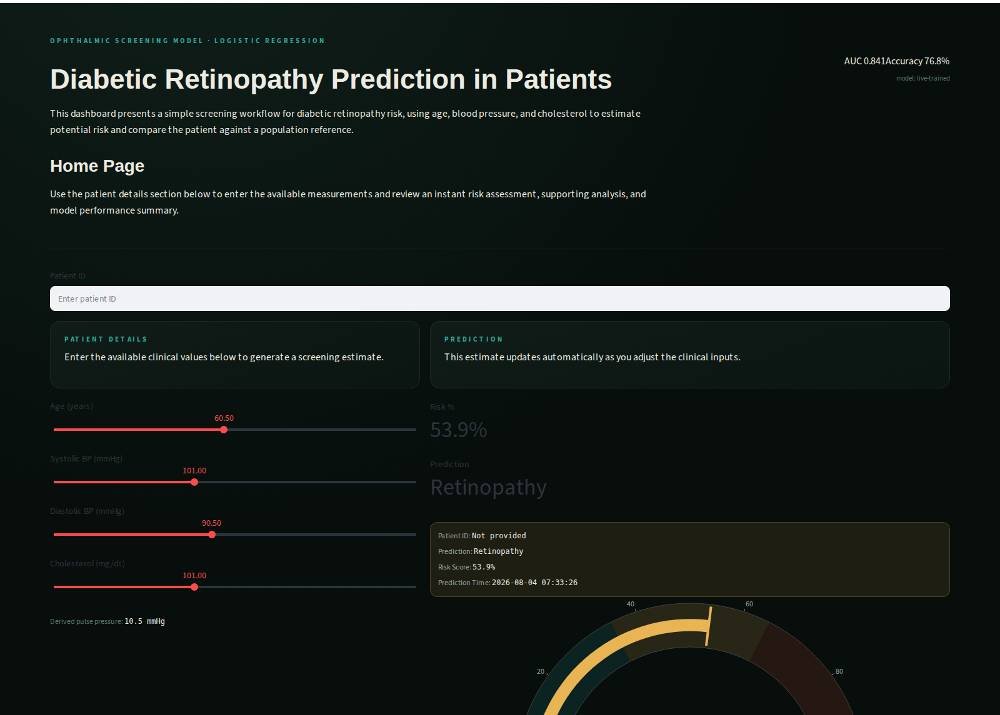 OPHTHALMIC SCREENING MODEL · LOGISTIC REGRESSION
Diabetic Retinopathy Prediction in Patients
AUC 0.841Accuracy 76.8%
model: live-trained
This dashboard presents a simple screening workflow for diabetic retinopathy risk, using age, blood pressure, and cholesterol to estimate
potential risk and compare the patient against a population reference.
Home Page
Use the patient details section below to enter the available measurements and review an instant risk assessment, supporting analysis, and
model performance summary.
Patient ID
Enter patient ID
PATIENT DETAILS
Enter the available clinical values below to generate a screening estimate.
PREDICTION
This estimate updates automatically as you adjust the clinical inputs.
Age (years)
60.50
Systolic BP (mmHg)
101.00
Diastolic BP (mmHg)
90.50
Cholesterol (mg/dL)
101.00
Derived pulse pressure: 10.5 mmHg
Risk %
53.9%
Prediction
Retinopathy
Patient ID: Not provided
Prediction: Retinopathy
Risk Score: 53.9%
Prediction Time: 2026-08-04 07:33:26
40
60
20
80